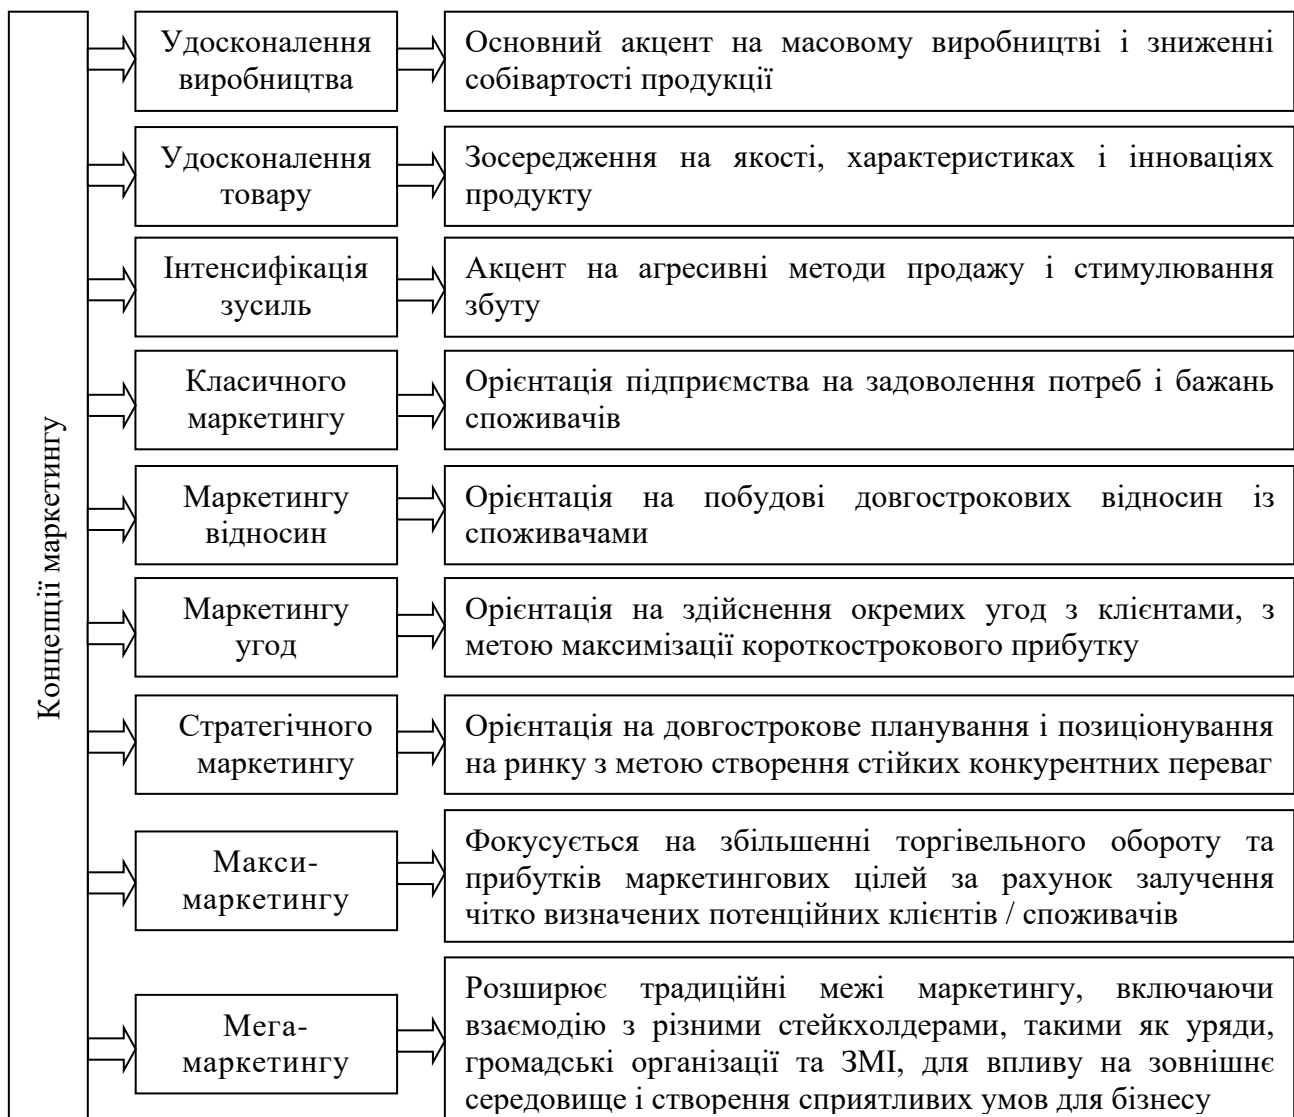 Концепції маркетингу
Удосконалення
виробництва
Основний акцент на масовому виробництві і зниженні
собівартості продукції
Удосконалення
товару
Зосередження на якості, характеристиках і інноваціях
продукту
Інтенсифікація
зусиль
Акцент на агресивні методи продажу і стимулювання
збуту
Класичного
маркетингу
Орієнтація підприємства на задоволення потреб і бажань
споживачів
Маркетингу
відносин
Орієнтація на побудові довгострокових відносин із
споживачами
Маркетингу
угод
Орієнтація на здійснення окремих угод з клієнтами, з
метою максимізації короткострокового прибутку
Стратегічного
маркетингу
Орієнтація на довгострокове планування і позиціонування
на ринку з метою створення стійких конкурентних переваг
Макси-
маркетингу
Фокусується на збільшенні торгівельного обороту та
прибутків маркетингових цілей за рахунок залучення
чітко визначених потенційних клієнтів / споживачів
Мега-
маркетингу
Розширює традиційні межі маркетингу, включаючи
взаємодію з різними стейкхолдерами, такими як уряди,
громадські організації та ЗМІ, для впливу на зовнішнє
середовище і створення сприятливих умов для бізнесу